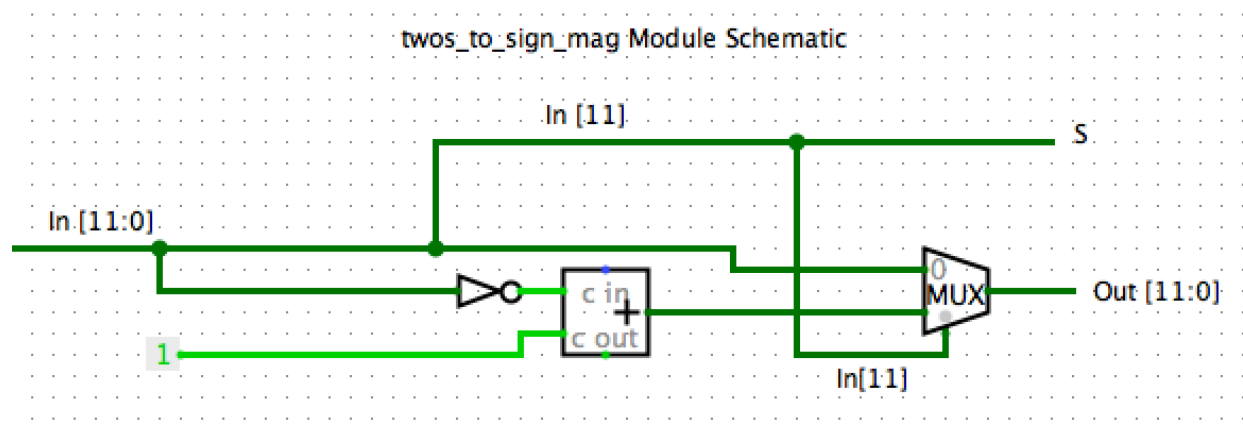 twos_to_sign_mag Module Schematic
In [11]
S
In [11:0]
0
c in
MUX
Out [11:0]
+
c out
1
In[11]